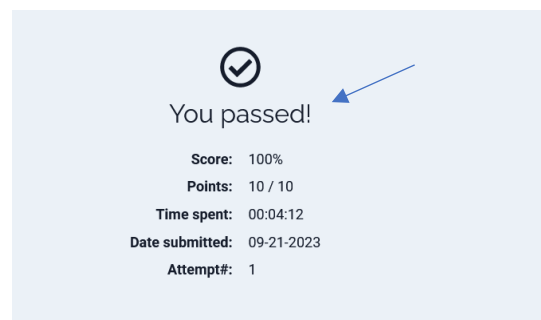 You passed!
Score: 100%
Points: 10 / 10
Time spent: 00:04:12
Date submitted: 09-21-2023
Attempt#: 1